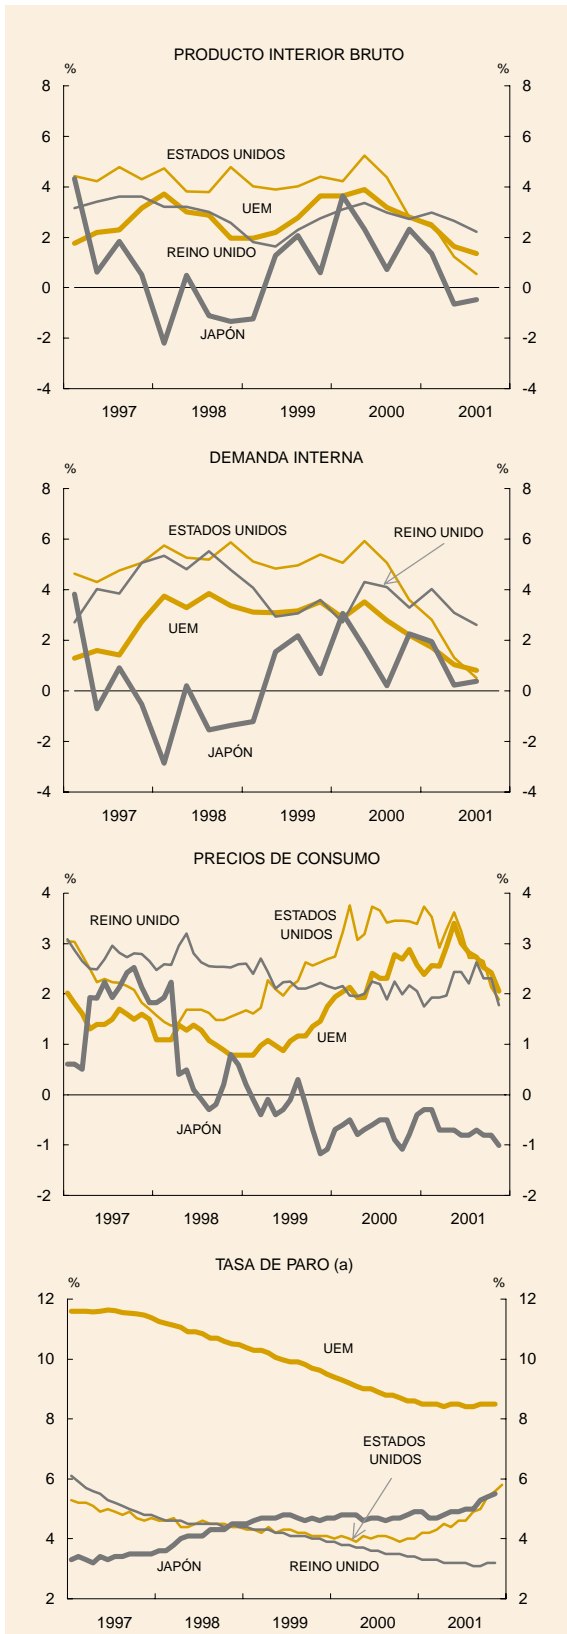 PRODUCTO INTERIOR BRUTO
% %
8 8
ESTADOS UNIDOS
6 6
UEM
4 4
REINO UNIDO
2 2
0 0
JAPÓN
-2 -2
-4 -4
1997 1998 1999 2000 2001
DEMANDA INTERNA
% %
8 8
ESTADOS UNIDOS REINO UNIDO
6 6
4 4
UEM
2 2
0 0
JAPÓN
-2 -2
-4 -4
1997 1998 1999 2000 2001
PRECIOS DE CONSUMO
% %
4 4
REINO UNIDO ESTADOS
UNIDOS
3 3
2 2
UEM
1 1
0 0
JAPÓN
-1 -1
-2 -2
1997 1998 1999 2000 2001
TASA DE PARO (a)
% %
12 12
UEM
10 10
8 8
ESTADOS
UNIDOS
6 6
4 4
JAPÓN REINO UNIDO
2 2
1997 1998 1999 2000 2001